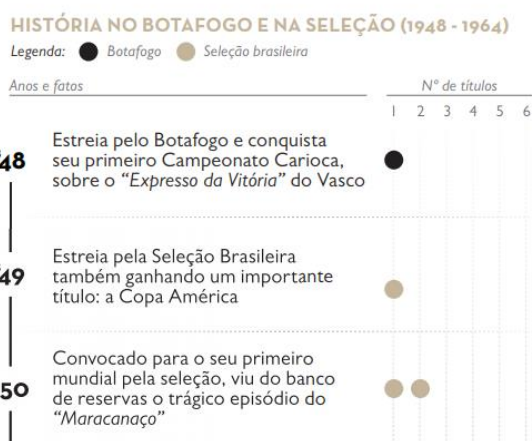 HISTÓRIA NO BOTAFOGO E NA SELEÇÃO (1948 - 1964)
Legenda: Botafogo Seleção brasileira
Anos e fatos Nº de títulos
1 2 3 4 5 6
48
Estreia pelo Botafogo e conquista
seu primeiro Campeonato Carioca,
sobre o “Expresso da Vitória” do Vasco
49
Estreia pela Seleção Brasileira
também ganhando um importante
título: a Copa América
50
Convocado para o seu primeiro
mundial pela seleção, viu do banco
de reservas o trágico episódio do
“Maracanaço”